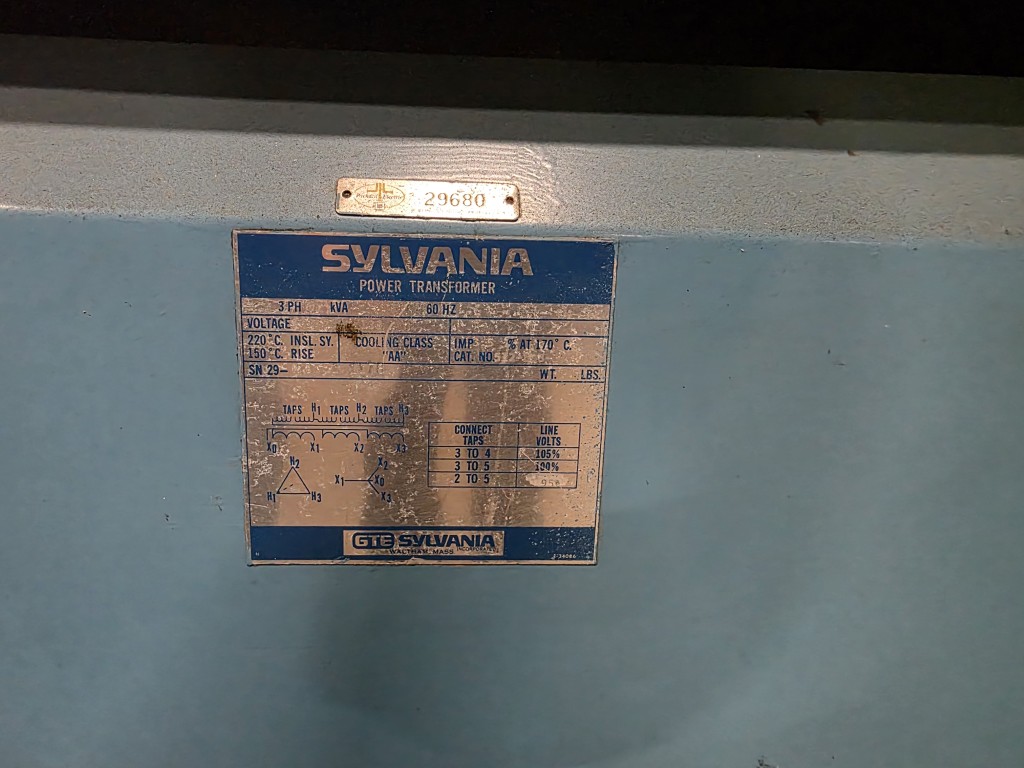 29680
SYLVANIA
POWER TRANSFORMER
3 PH KVA 60 HZ
VOLTAGE
220°C. INSL. SY. COOLING CLASS IMP. % AT 170°C.
150°C. RISE "AA" CAT. NO.
SN 29- WT. LBS.
TAPS H1 TAPS H2 TAPS H3
X0 X1 X2 X3
H2
H1 H3
X2
X1 X0
X3
CONNECT TAPS LINE VOLTS
3 TO 4 105%
3 TO 5 100%
2 TO 5 95%
GTE SYLVANIA
INCORPORATED
WALTHAM, MASS